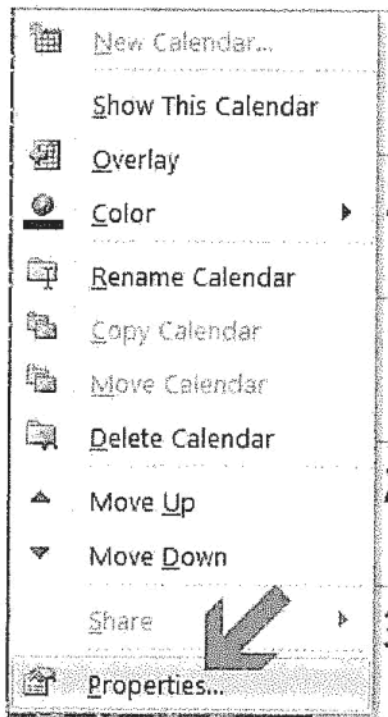 New Calendar...
Show This Calendar
Overlay
Color
Rename Calendar
Copy Calendar
Move Calendar
Delete Calendar
Move Up
Move Down
Share
Properties...